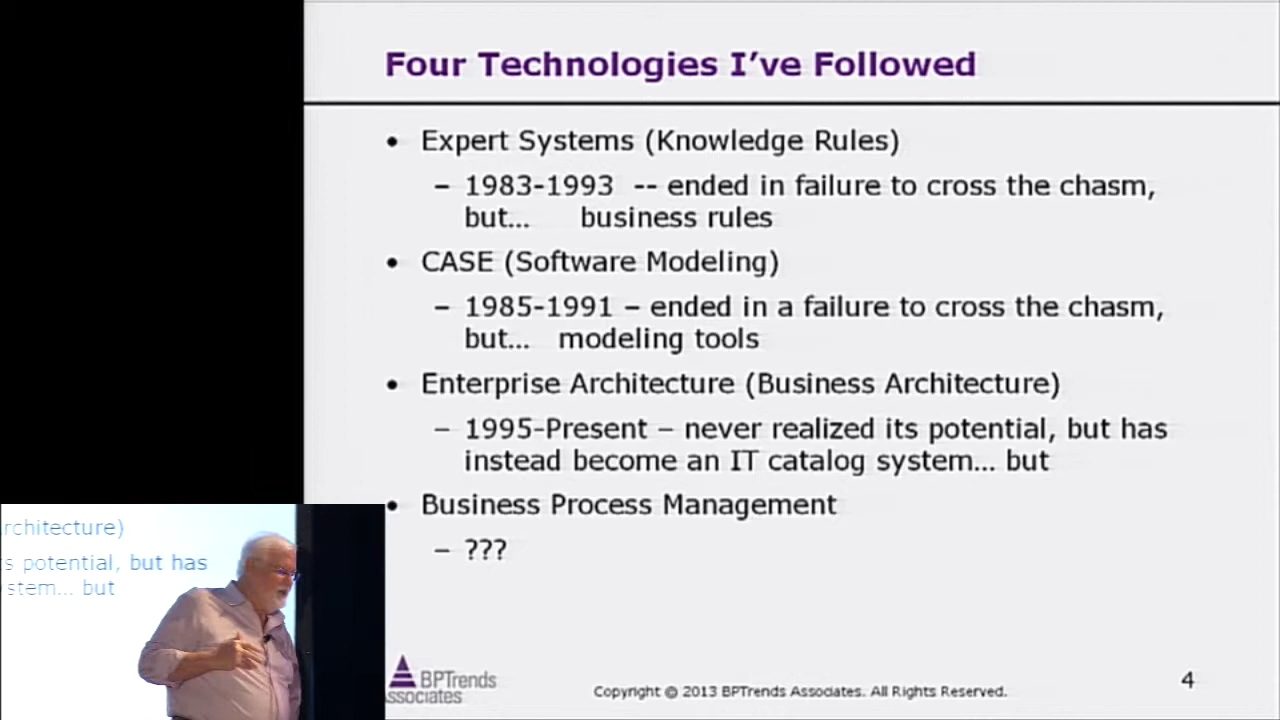 Four Technologies I've Followed
• Expert Systems (Knowledge Rules)
– 1983-1993 -- ended in failure to cross the chasm,
but... business rules
• CASE (Software Modeling)
– 1985-1991 – ended in a failure to cross the chasm,
but... modeling tools
• Enterprise Architecture (Business Architecture)
– 1995-Present – never realized its potential, but has
instead become an IT catalog system... but
• Business Process Management
– ???
rchitecture)
s potential, but has
stem... but
BPTrends
ssociates
Copyright © 2013 BPTrends Associates. All Rights Reserved.
4